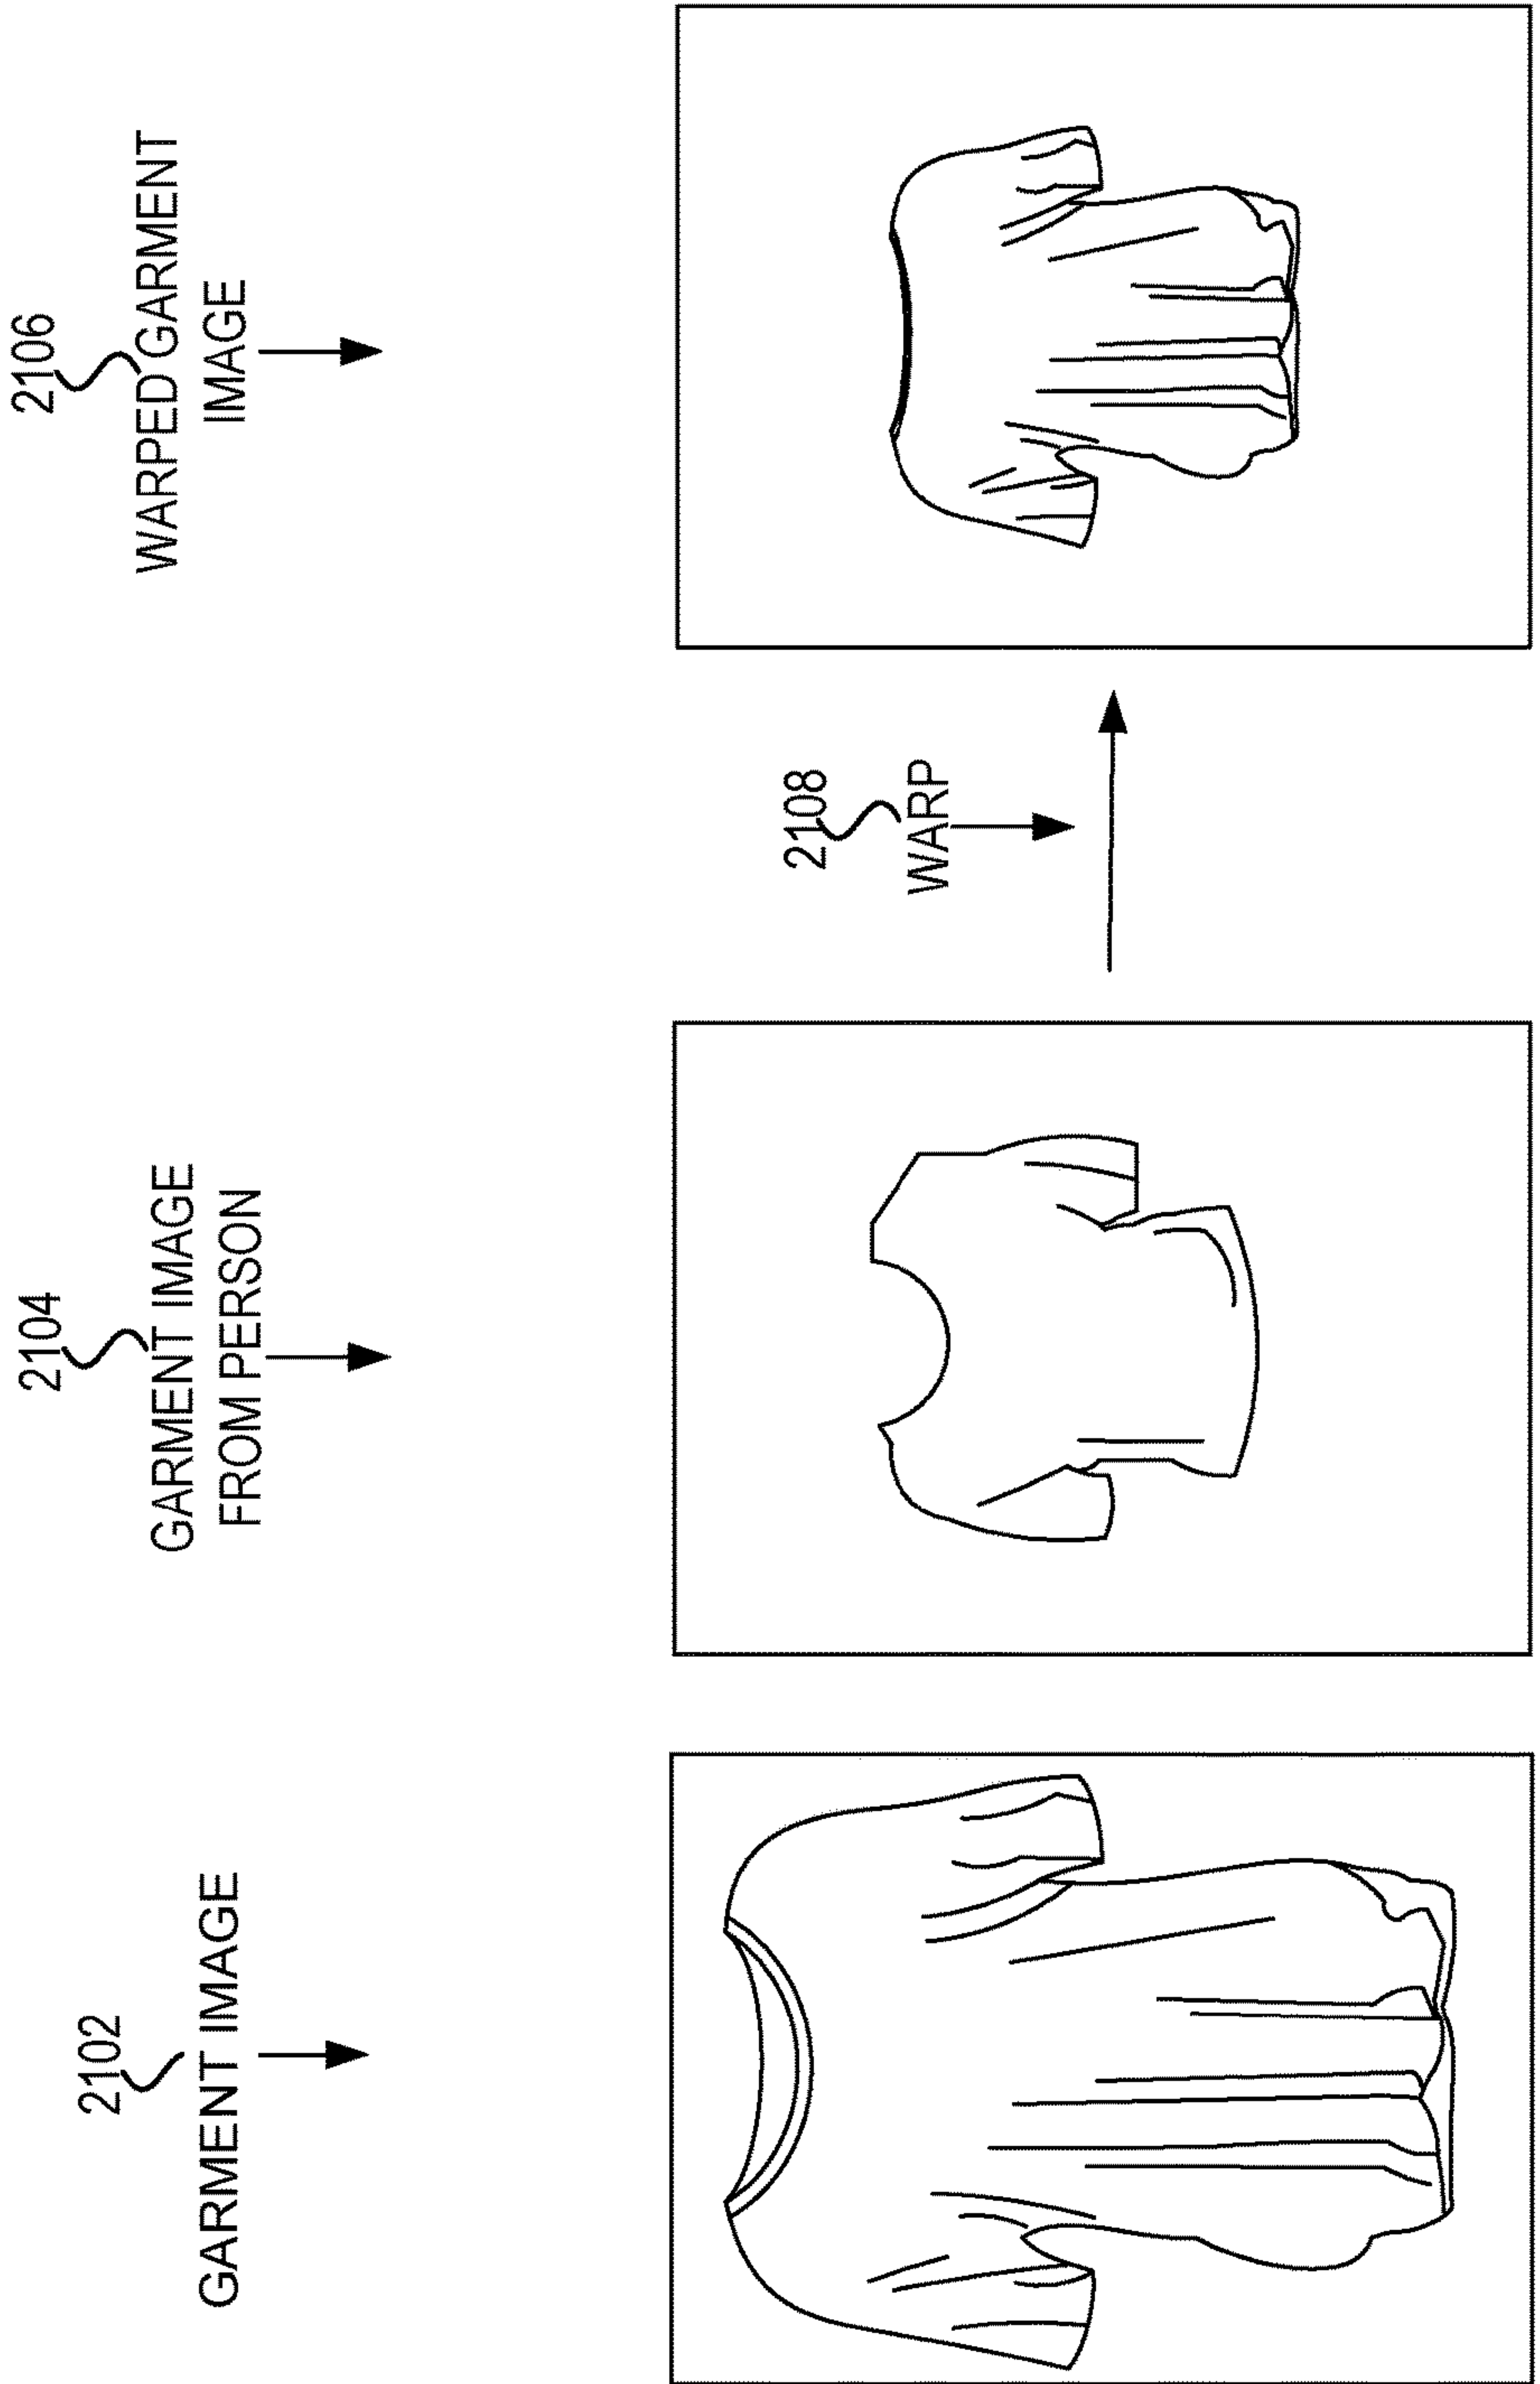 2102
GARMENT IMAGE
2104
GARMENT IMAGE
FROM PERSON
2108
WARP
2106
WARPED GARMENT
IMAGE